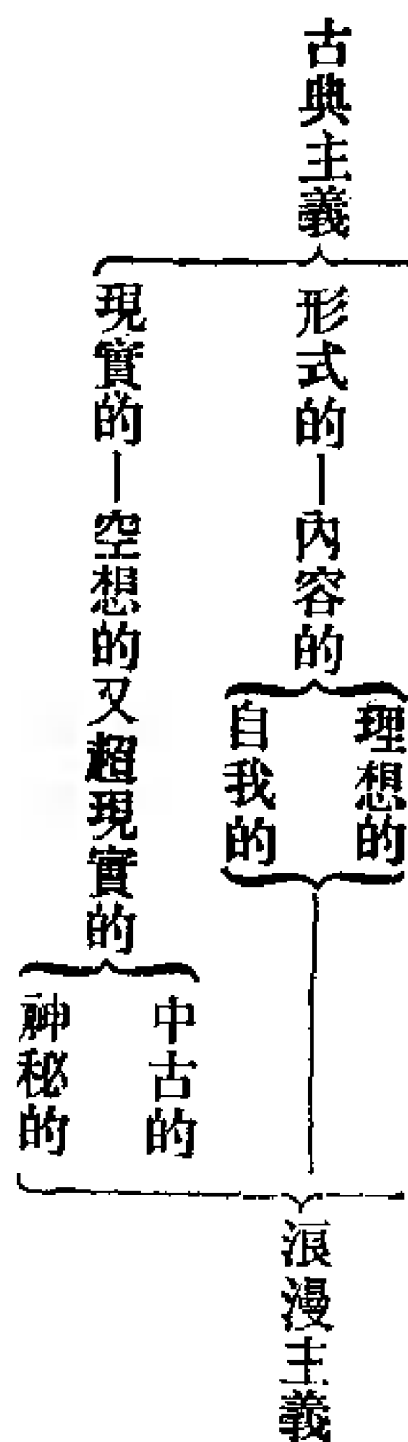 古典主義
形式的—內容的
理想的
自我的
現實的—空想的又超現實的
中古的
神秘的
浪漫主義